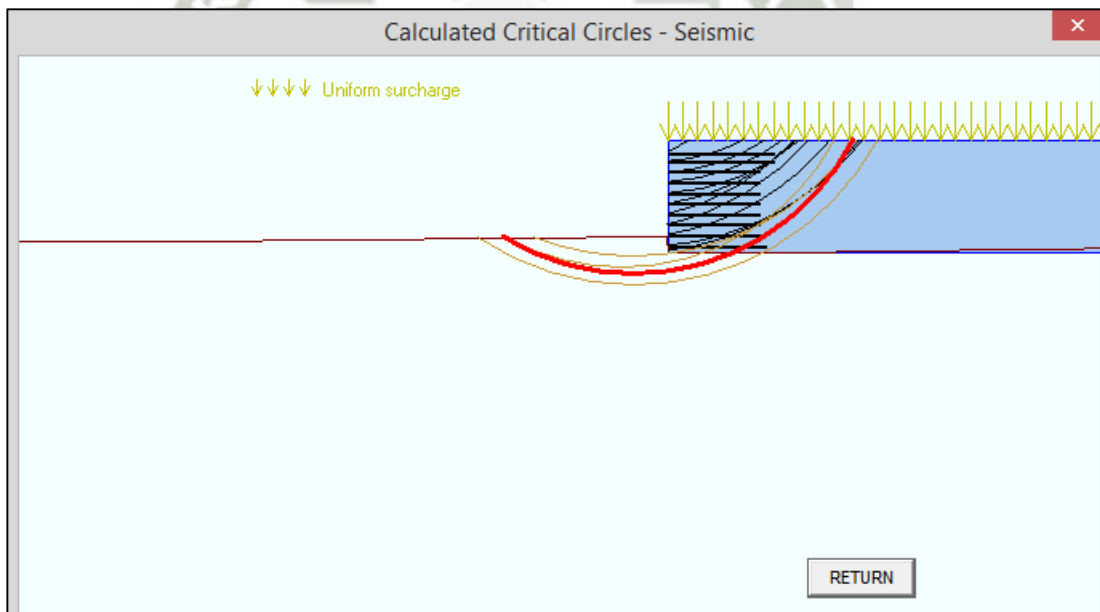 Calculated Critical Circles - Seismic
Uniform surcharge
RETURN